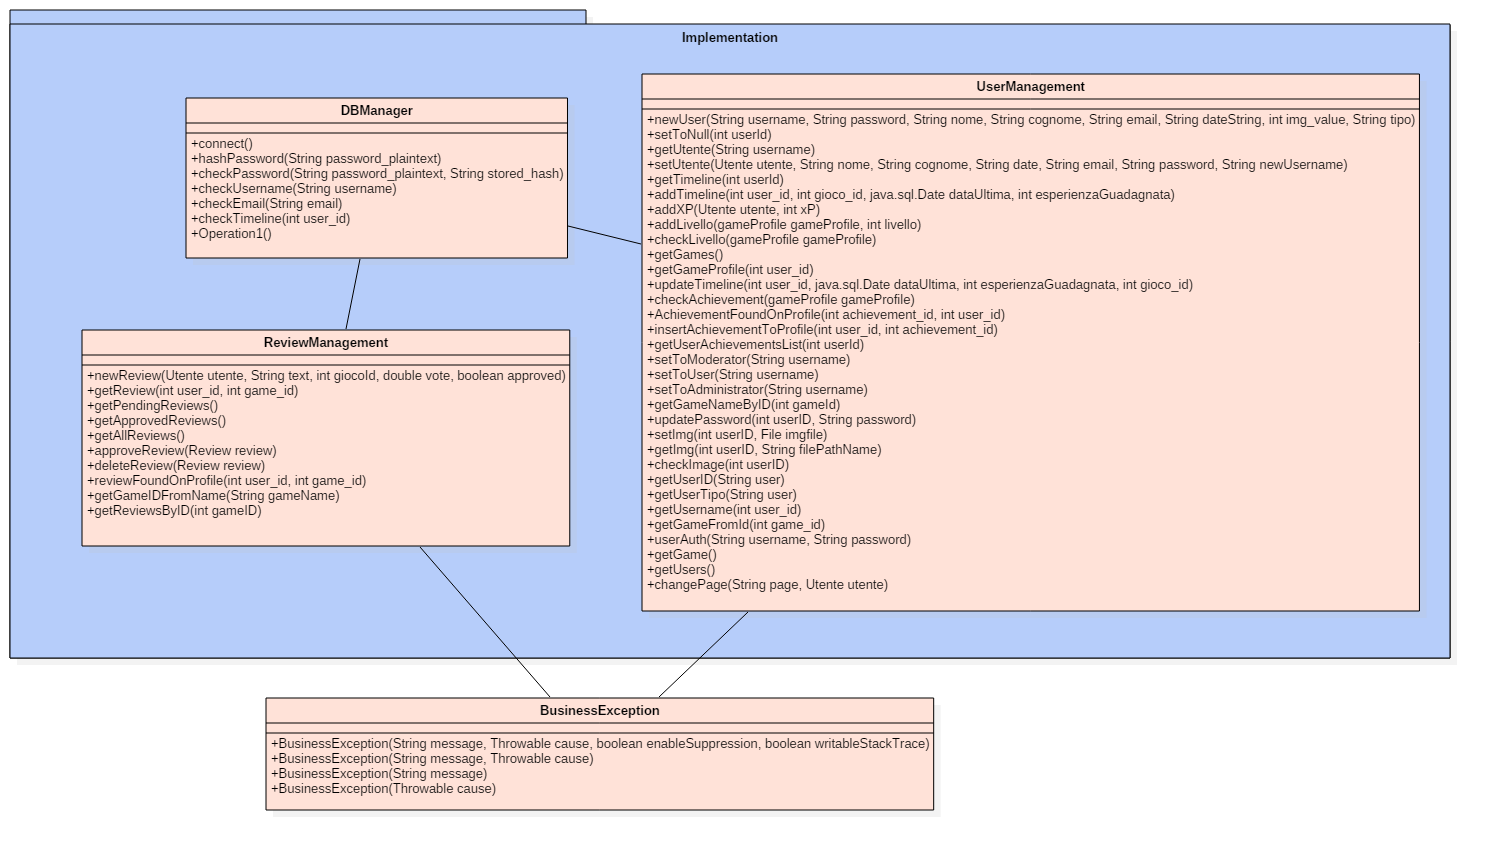 Implementation
DBManager
+connect()
+hashPassword(String password_plaintext)
+checkPassword(String password_plaintext, String stored_hash)
+checkUsername(String username)
+checkEmail(String email)
+checkTimeline(int user_id)
+Operation1()
UserManagement
+newUser(String username, String password, String nome, String cognome, String email, String dateString, int img_value, String tipo)
+setToNull(int userId)
+getUtente(String username)
+setUtente(Utente utente, String nome, String cognome, String date, String email, String password, String newUsername)
+getTimeline(int userId)
+addTimeline(int user_id, int gioco_id, java.sql.Date dataUltima, int esperienzaGuadagnata)
+addXP(Utente utente, int xP)
+addLivello(gameProfile gameProfile, int livello)
+checkLivello(gameProfile gameProfile)
+getGames()
+getGameProfile(int user_id)
+updateTimeline(int user_id, java.sql.Date dataUltima, int esperienzaGuadagnata, int gioco_id)
+checkAchievement(gameProfile gameProfile)
+AchievementFoundOnProfile(int achievement_id, int user_id)
+insertAchievementToProfile(int user_id, int achievement_id)
+getUserAchievementsList(int userId)
+setToModerator(String username)
+setToUser(String username)
+setToAdministrator(String username)
+getGameNameByID(int gameId)
+updatePassword(int userID, String password)
+setImg(int userID, File imgfile)
+getImg(int userID, String filePathName)
+checkImage(int userID)
+getUserID(String user)
+getUserTipo(String user)
+getUsername(int user_id)
+getGameFromId(int game_id)
+userAuth(String username, String password)
+getGame()
+getUsers()
+changePage(String page, Utente utente)
ReviewManagement
+newReview(Utente utente, String text, int giocoId, double vote, boolean approved)
+getReview(int user_id, int game_id)
+getPendingReviews()
+getApprovedReviews()
+getAllReviews()
+approveReview(Review review)
+deleteReview(Review review)
+reviewFoundOnProfile(int user_id, int game_id)
+getGameIDFromName(String gameName)
+getReviewsByID(int gameID)
BusinessException
+BusinessException(String message, Throwable cause, boolean enableSuppression, boolean writableStackTrace)
+BusinessException(String message, Throwable cause)
+BusinessException(String message)
+BusinessException(Throwable cause)